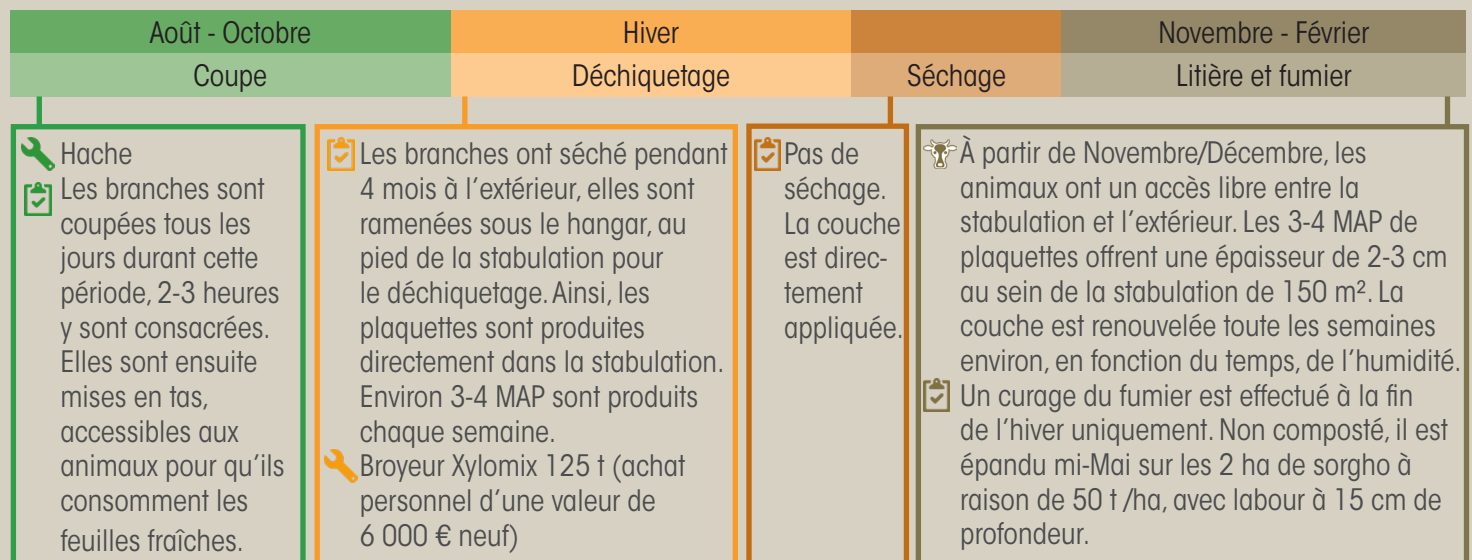 Août - Octobre
Hiver
Novembre - Février
Coupe
Déchiquetage
Séchage
Litière et fumier
Hache
Les branches sont
coupées tous les
jours durant cette
période, 2-3 heures
y sont consacrées.
Elles sont ensuite
mises en tas,
accessibles aux
animaux pour qu'ils
consomment les
feuilles fraîches.
Les branches ont séché pendant
4 mois à l'extérieur, elles sont
ramenées sous le hangar, au
pied de la stabulation pour
le déchiquetage. Ainsi, les
plaquettes sont produites
directement dans la stabulation.
Environ 3-4 MAP sont produits
chaque semaine.
Broyeur Xylomix 125 t (achat
personnel d'une valeur de
6 000 € neuf)
Pas de
séchage.
La couche
est direc-
tement
appliquée.
À partir de Novembre/Décembre, les
animaux ont un accès libre entre la
stabulation et l'extérieur. Les 3-4 MAP de
plaquettes offrent une épaisseur de 2-3 cm
au sein de la stabulation de 150 m². La
couche est renouvelée toute les semaines
environ, en fonction du temps, de l'humidité.
Un curage du fumier est effectué à la fin
de l'hiver uniquement. Non composté, il est
épandu mi-Mai sur les 2 ha de sorgho à
raison de 50 t /ha, avec labour à 15 cm de
profondeur.